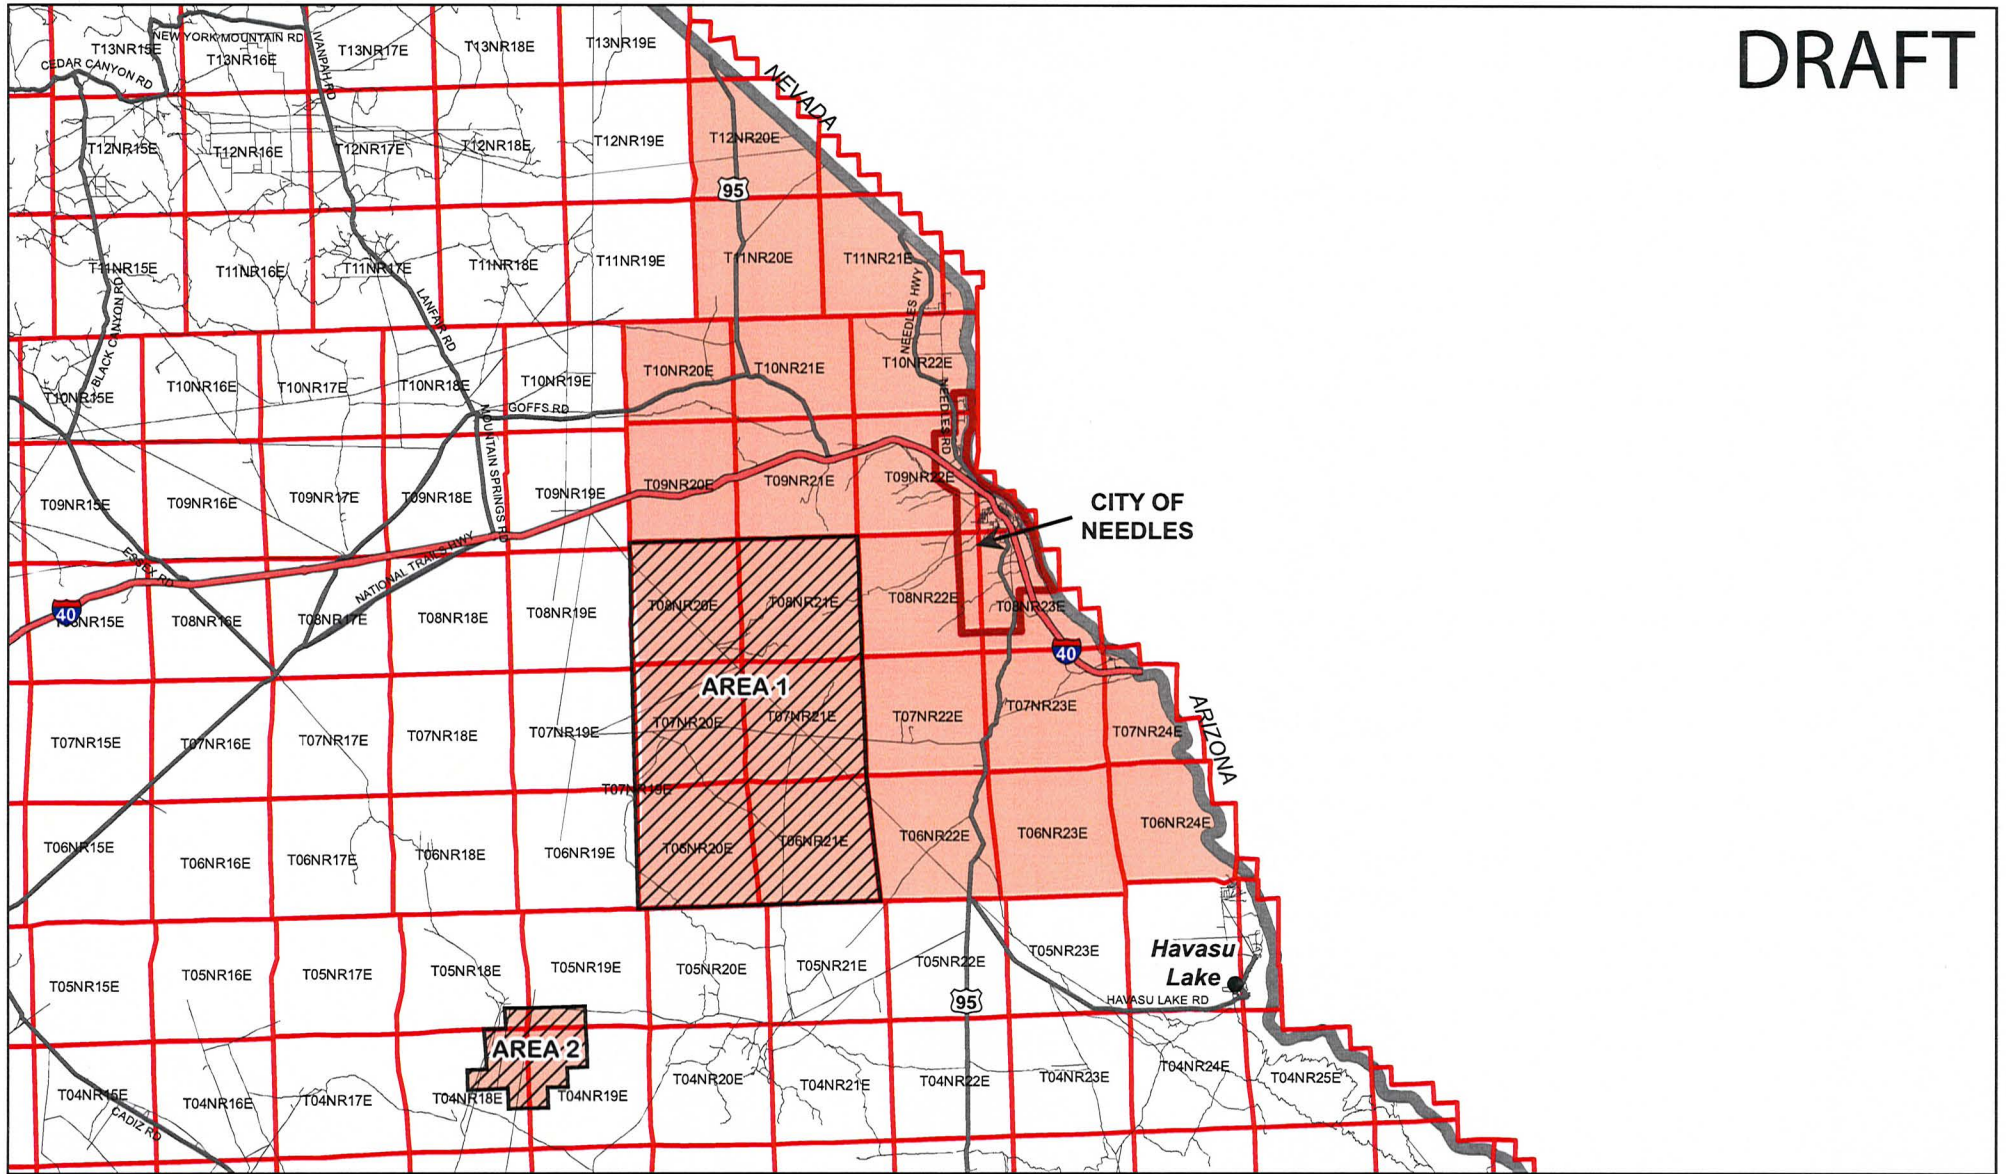 DRAFT
NEVADA
NEW YORK MOUNTAIN RD
T13NR15E
T13NR16E
IVANPAH RD
T13NR17E
T13NR18E
T13NR19E
CEDAR CANYON RD
T12NR15E
T12NR16E
T12NR17E
T12NR18E
T12NR19E
T12NR20E
95
T11NR15E
T11NR16E
T11NR17E
T11NR18E
T11NR19E
T11NR20E
T11NR21E
NEEDLES HWY
BLACK CANYON RD
LANFAIR RD
T10NR15E
T10NR16E
T10NR17E
T10NR18E
T10NR19E
T10NR20E
T10NR21E
T10NR22E
GOFFS RD
NEEDLES RD
MOUNTAIN SPRINGS RD
T09NR15E
T09NR16E
T09NR17E
T09NR18E
T09NR19E
T09NR20E
T09NR21E
T09NR22E
CITY OF
NEEDLES
ESSEX RD
NATIONAL TRAILS HWY
40
T08NR15E
T08NR16E
T08NR17E
T08NR18E
T08NR19E
T08NR20E
T08NR21E
T08NR22E
T08NR23E
40
AREA 1
ARIZONA
T07NR15E
T07NR16E
T07NR17E
T07NR18E
T07NR19E
T07NR20E
T07NR21E
T07NR22E
T07NR23E
T07NR24E
T07NR19E
T06NR15E
T06NR16E
T06NR17E
T06NR18E
T06NR19E
T06NR20E
T06NR21E
T06NR22E
T06NR23E
T06NR24E
T05NR15E
T05NR16E
T05NR17E
T05NR18E
T05NR19E
T05NR20E
T05NR21E
T05NR22E
T05NR23E
Havasu
Lake
HAVASU LAKE RD
95
AREA 2
T04NR15E
T04NR16E
T04NR17E
T04NR18E
T04NR19E
T04NR20E
T04NR21E
T04NR22E
T04NR23E
T04NR24E
T04NR25E
CADIZ RD